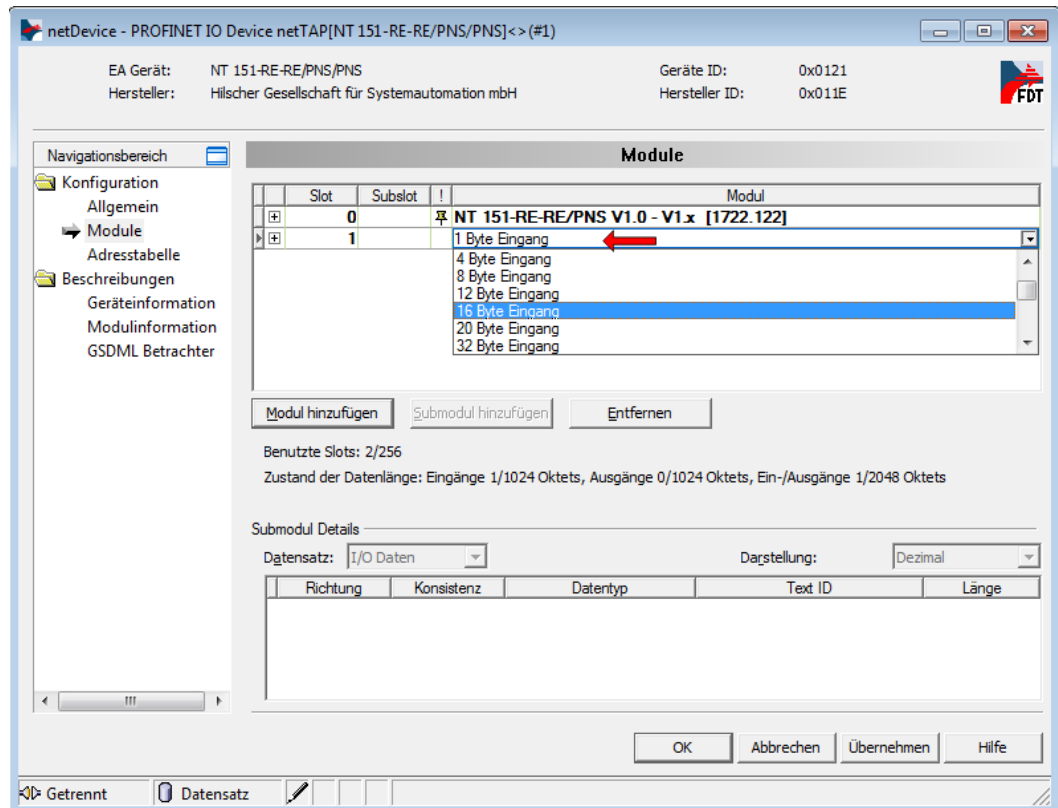 netDevice - PROFINET IO Device netTAP[NT 151-RE-RE/PNS/PNS]<>(#1)
EA Gerät: NT 151-RE-RE/PNS/PNS Geräte ID: 0x0121
Hersteller: Hilscher Gesellschaft für Systemautomation mbH Hersteller ID: 0x011E
FDT
Navigationsbereich
Konfiguration
Allgemein
Module
Adresstabelle
Beschreibungen
Geräteinformation
Modulinformation
GSDML Betrachter
Module
Slot Subslot ! Modul
0 NT 151-RE-RE/PNS V1.0 - V1.x [1722.122]
1 1 Byte Eingang
4 Byte Eingang
8 Byte Eingang
12 Byte Eingang
16 Byte Eingang
20 Byte Eingang
32 Byte Eingang
Modul hinzufügen Submodul hinzufügen Entfernen
Benutzte Slots: 2/256
Zustand der Datenlänge: Eingänge 1/1024 Oktets, Ausgänge 0/1024 Oktets, Ein-/Ausgänge 1/2048 Oktets
Submodul Details
Datensatz: I/O Daten Darstellung: Dezimal
Richtung Konsistenz Datentyp Text ID Länge
OK Abbrechen Übernehmen Hilfe
Getrennt Datensatz